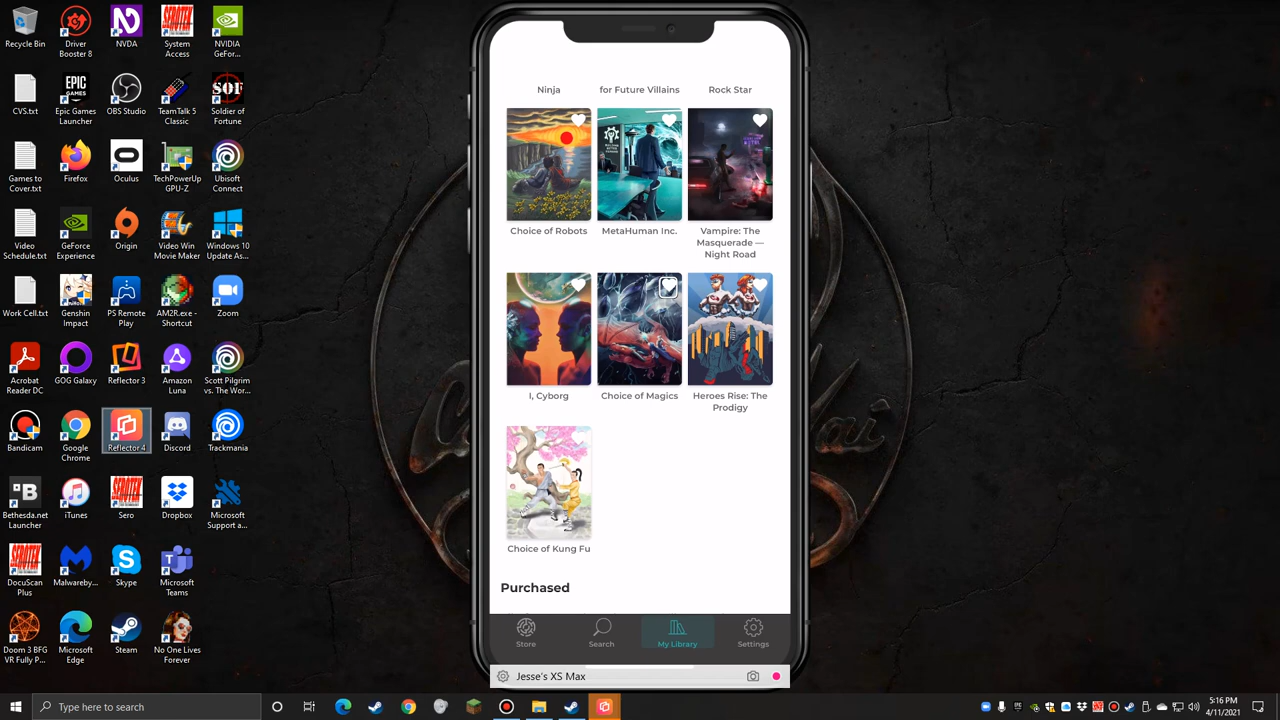 Recycle Bin
Driver
Booster 8
NVDA
System
Access
NVIDIA
GeFor...
CVS.txt
Epic Games
Launcher
OBS Studio
TeamTalk 5
Classic
Soldier of
Fortune
Games to
Cover.txt
Firefox
Oculus
TechPowerUp
GPU-Z
Ubisoft
Connect
Video
Schedule.txt
GeForce
Experience
Origin
Video Win
Movie Maker
Windows 10
Update As...
Work Cell.txt
Genshin
Impact
PS Remote
Play
AM2R.exe -
Shortcut
Zoom
Acrobat
Reader DC
GOG Galaxy
Reflector 3
Amazon
Luna
Scott Pilgrim
vs. The Wor...
Bandicam
Google
Chrome
Reflector 4
Discord
Trackmania
Bethesda.net
Launcher
iTunes
Sero
Dropbox
Microsoft
Support a...
DocuScan
Plus
Malwareby...
Skype
Microsoft
Teams
Doom 3 BFG
VR Fully P...
Microsoft
Edge
Steam
No One Lives
Forever
Ninja
for Future Villains
Rock Star
Choice of Robots
MetaHuman Inc.
Vampire: The
Masquerade —
Night Road
I, Cyborg
Choice of Magics
Heroes Rise: The
Prodigy
Choice of Kung Fu
Purchased
Store
Search
My Library
Settings
Jesse's XS Max
Type here to search
5:16 PM
4/11/2021